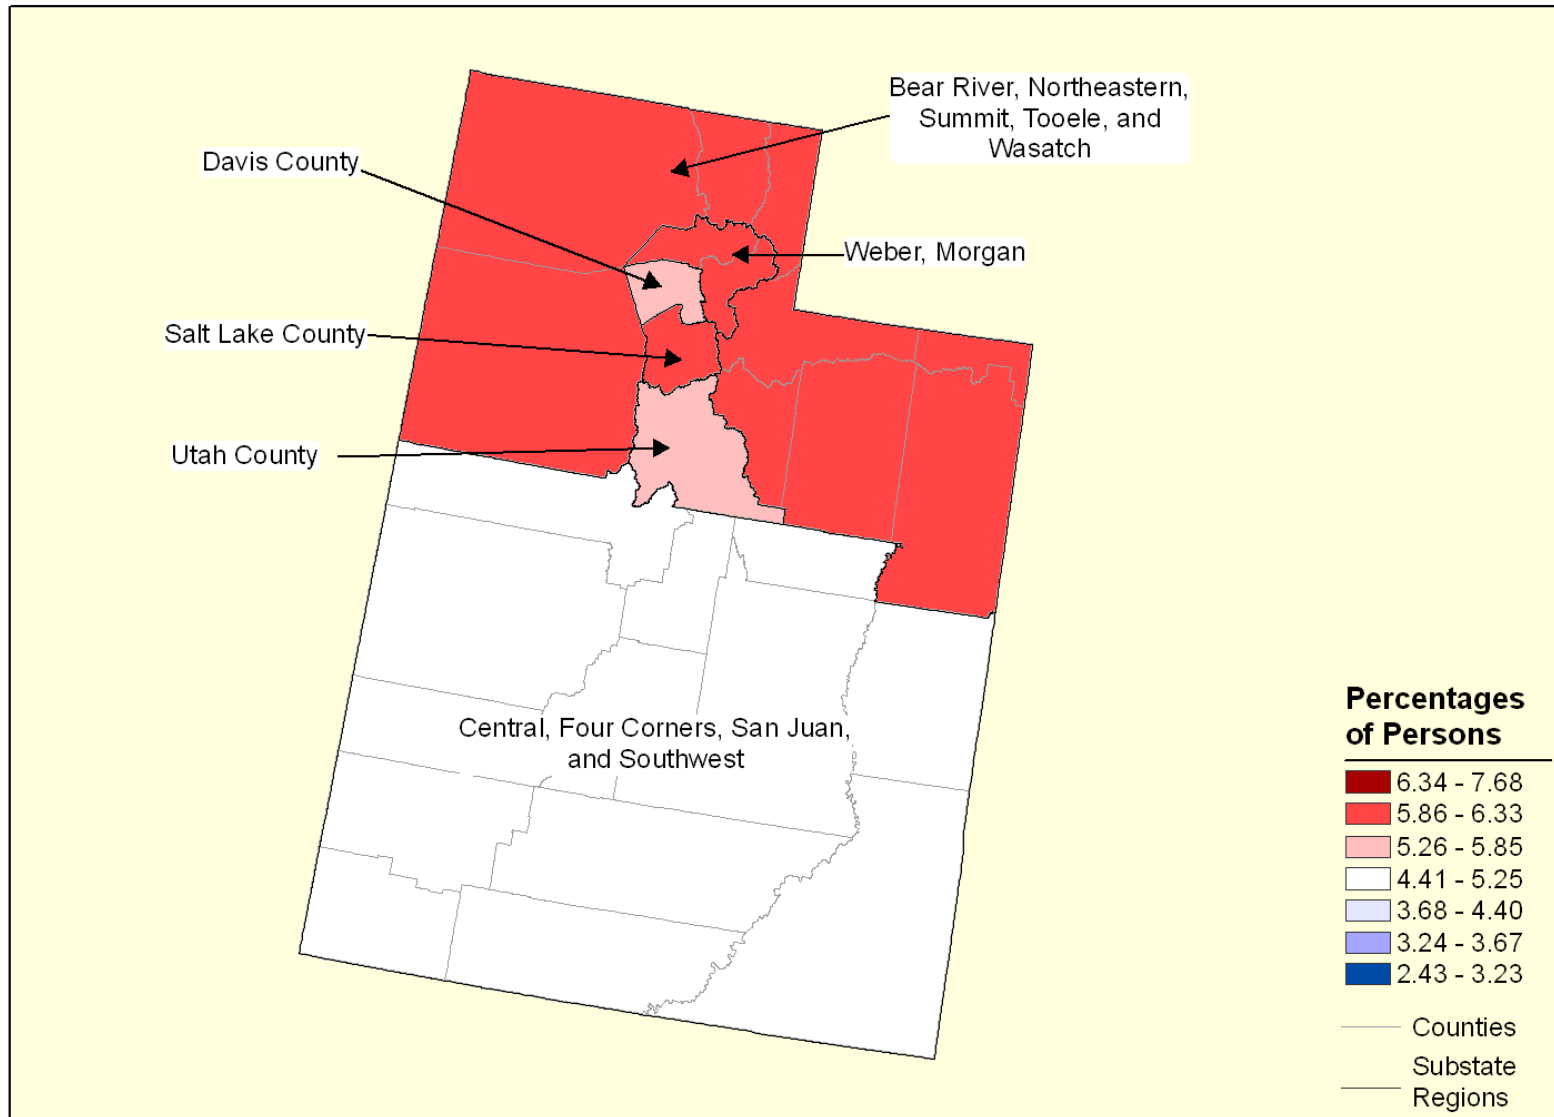 Bear River, Northeastern,
Summit, Tooele, and
Wasatch
Davis County
Weber, Morgan
Salt Lake County
Utah County
Central, Four Corners, San Juan,
and Southwest
Percentages
of Persons
6.34 - 7.68
5.86 - 6.33
5.26 - 5.85
4.41 - 5.25
3.68 - 4.40
3.24 - 3.67
2.43 - 3.23
Counties
Substate
Regions